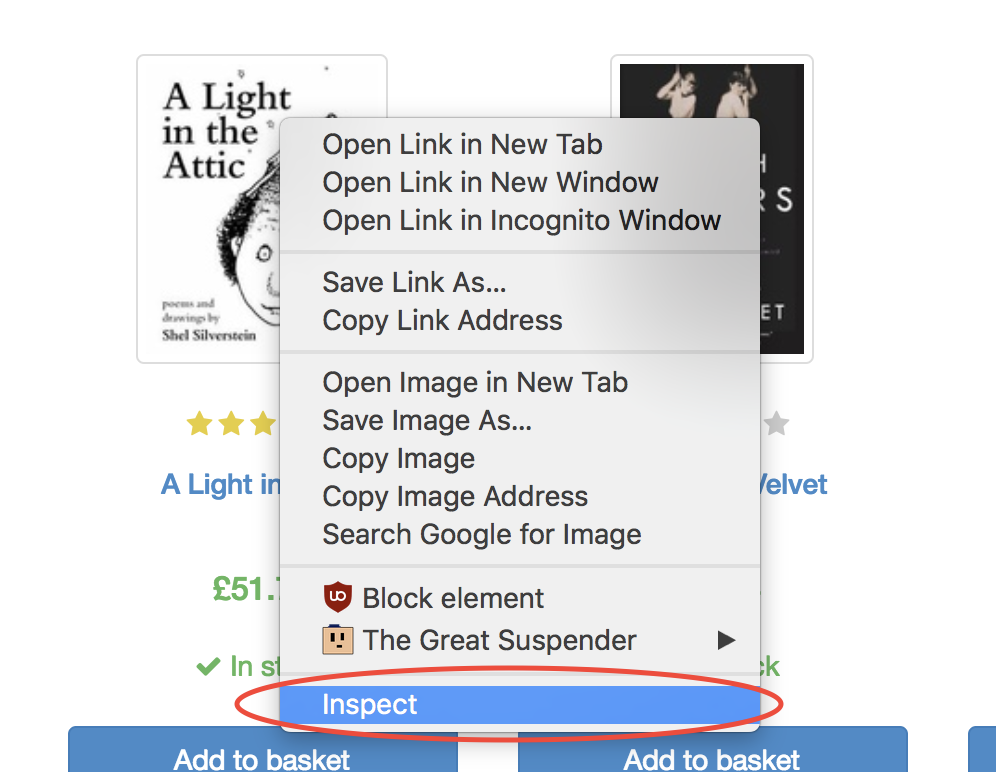 A Light
in the
Attic
poems and
drawings by
Shel Silverstein
Open Link in New Tab
Open Link in New Window
Open Link in Incognito Window
Save Link As...
Copy Link Address
Open Image in New Tab
Save Image As...
Copy Image
Copy Image Address
Search Google for Image
Block element
The Great Suspender
Inspect
H
RS
ET
A Light in
Velvet
£51.7
In st
ck
Add to basket
Add to basket